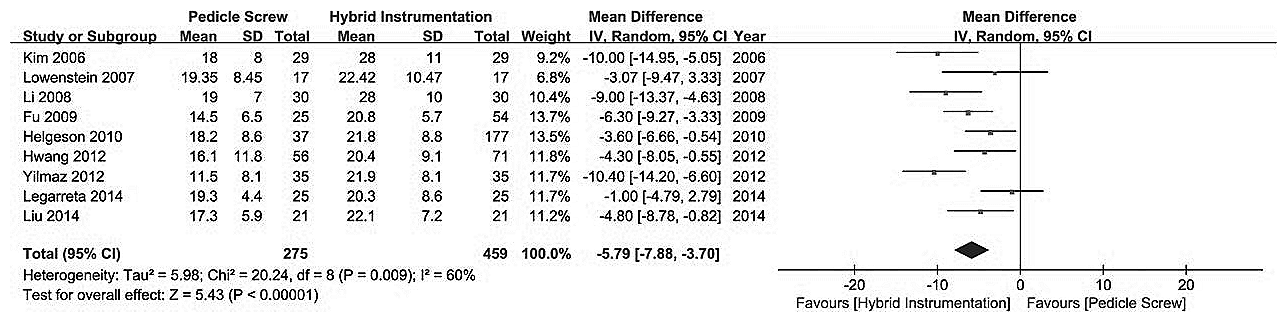 Pedicle Screw Hybrid Instrumentation Mean Difference Mean Difference
Study or Subgroup Mean SD Total Mean SD Total Weight IV, Random, 95% CI Year IV, Random, 95% CI
Kim 2006 18 8 29 28 11 29 9.2% -10.00 [-14.95, -5.05] 2006
Lowenstein 2007 19.35 8.45 17 22.42 10.47 17 6.8% -3.07 [-9.47, 3.33] 2007
Li 2008 19 7 30 28 10 30 10.4% -9.00 [-13.37, -4.63] 2008
Fu 2009 14.5 6.5 25 20.8 5.7 54 13.7% -6.30 [-9.27, -3.33] 2009
Helgeson 2010 18.2 8.6 37 21.8 8.8 177 13.5% -3.60 [-6.66, -0.54] 2010
Hwang 2012 16.1 11.8 56 20.4 9.1 71 11.8% -4.30 [-8.05, -0.55] 2012
Yilmaz 2012 11.5 8.1 35 21.9 8.1 35 11.7% -10.40 [-14.20, -6.60] 2012
Legarreta 2014 19.3 4.4 25 20.3 8.6 25 11.7% -1.00 [-4.79, 2.79] 2014
Liu 2014 17.3 5.9 21 22.1 7.2 21 11.2% -4.80 [-8.78, -0.82] 2014
Total (95% CI) 275 459 100.0% -5.79 [-7.88, -3.70]
Heterogeneity: Tau² = 5.98; Chi² = 20.24, df = 8 (P = 0.009); I² = 60%
Test for overall effect: Z = 5.43 (P < 0.00001)
-20 -10 0 10 20
Favours [Hybrid Instrumentation] Favours [Pedicle Screw]